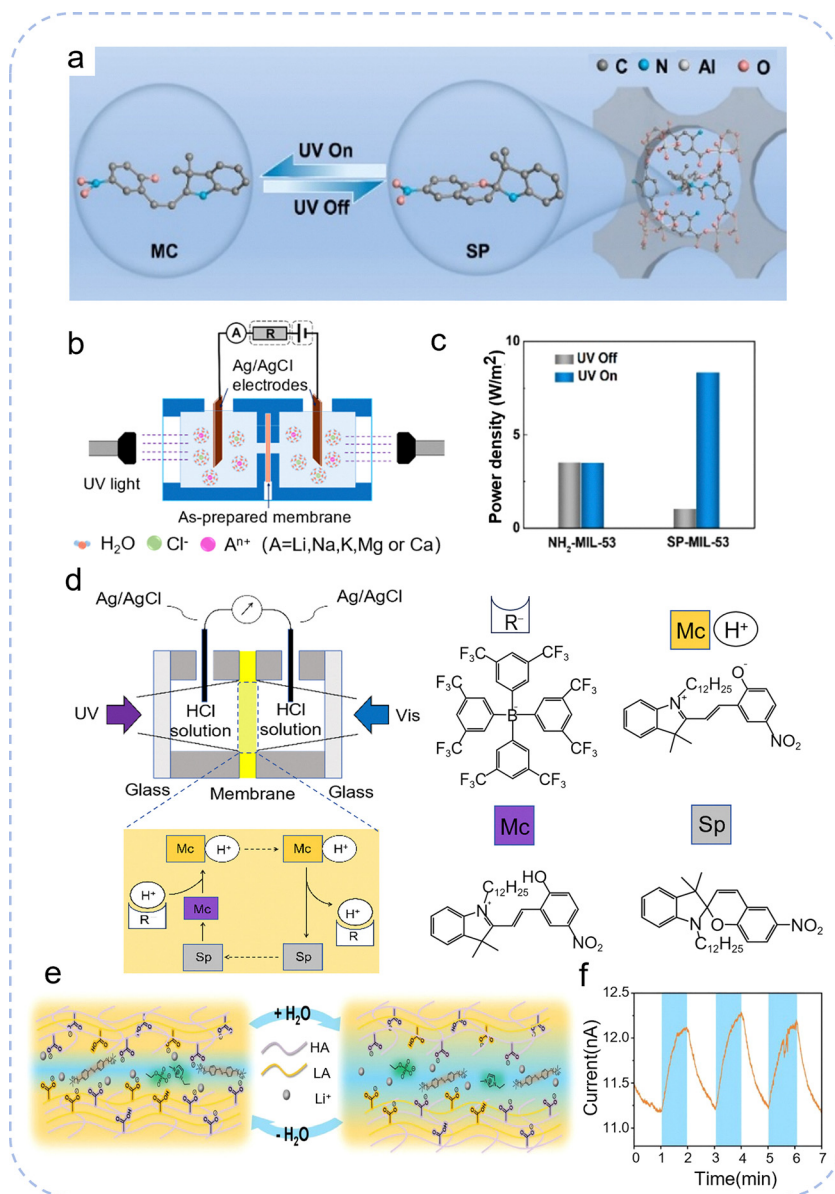 a
C N Al O
UV On
UV Off
MC
SP
b
A
R
Ag/AgCl
electrodes
UV light
As-prepared membrane
H₂O Cl⁻ Aⁿ⁺ (A=Li,Na,K,Mg or Ca)
c
Power density (W/m²)
10
5
0
UV Off
UV On
NH₂-MIL-53 SP-MIL-53
d
Ag/AgCl Ag/AgCl
UV
HCl
solution
HCl
solution
Vis
Glass Membrane Glass
Mc H⁺ Mc H⁺
H⁺
R⁻
Mc
H⁺
R
Sp Sp
R⁻
CF₃ CF₃
F₃C CF₃
B⁻
F₃C CF₃
CF₃ CF₃
Mc H⁺
C₁₂H₂₅ O⁻
N⁺
NO₂
Mc
C₁₂H₂₅ HO
N⁺
NO₂
Sp
N O NO₂
C₁₂H₂₅
e
+ H₂O
HA
LA
Li⁺
- H₂O
f
Current(nA)
12.5
12.0
11.5
11.0
0 1 2 3 4 5 6 7
Time(min)